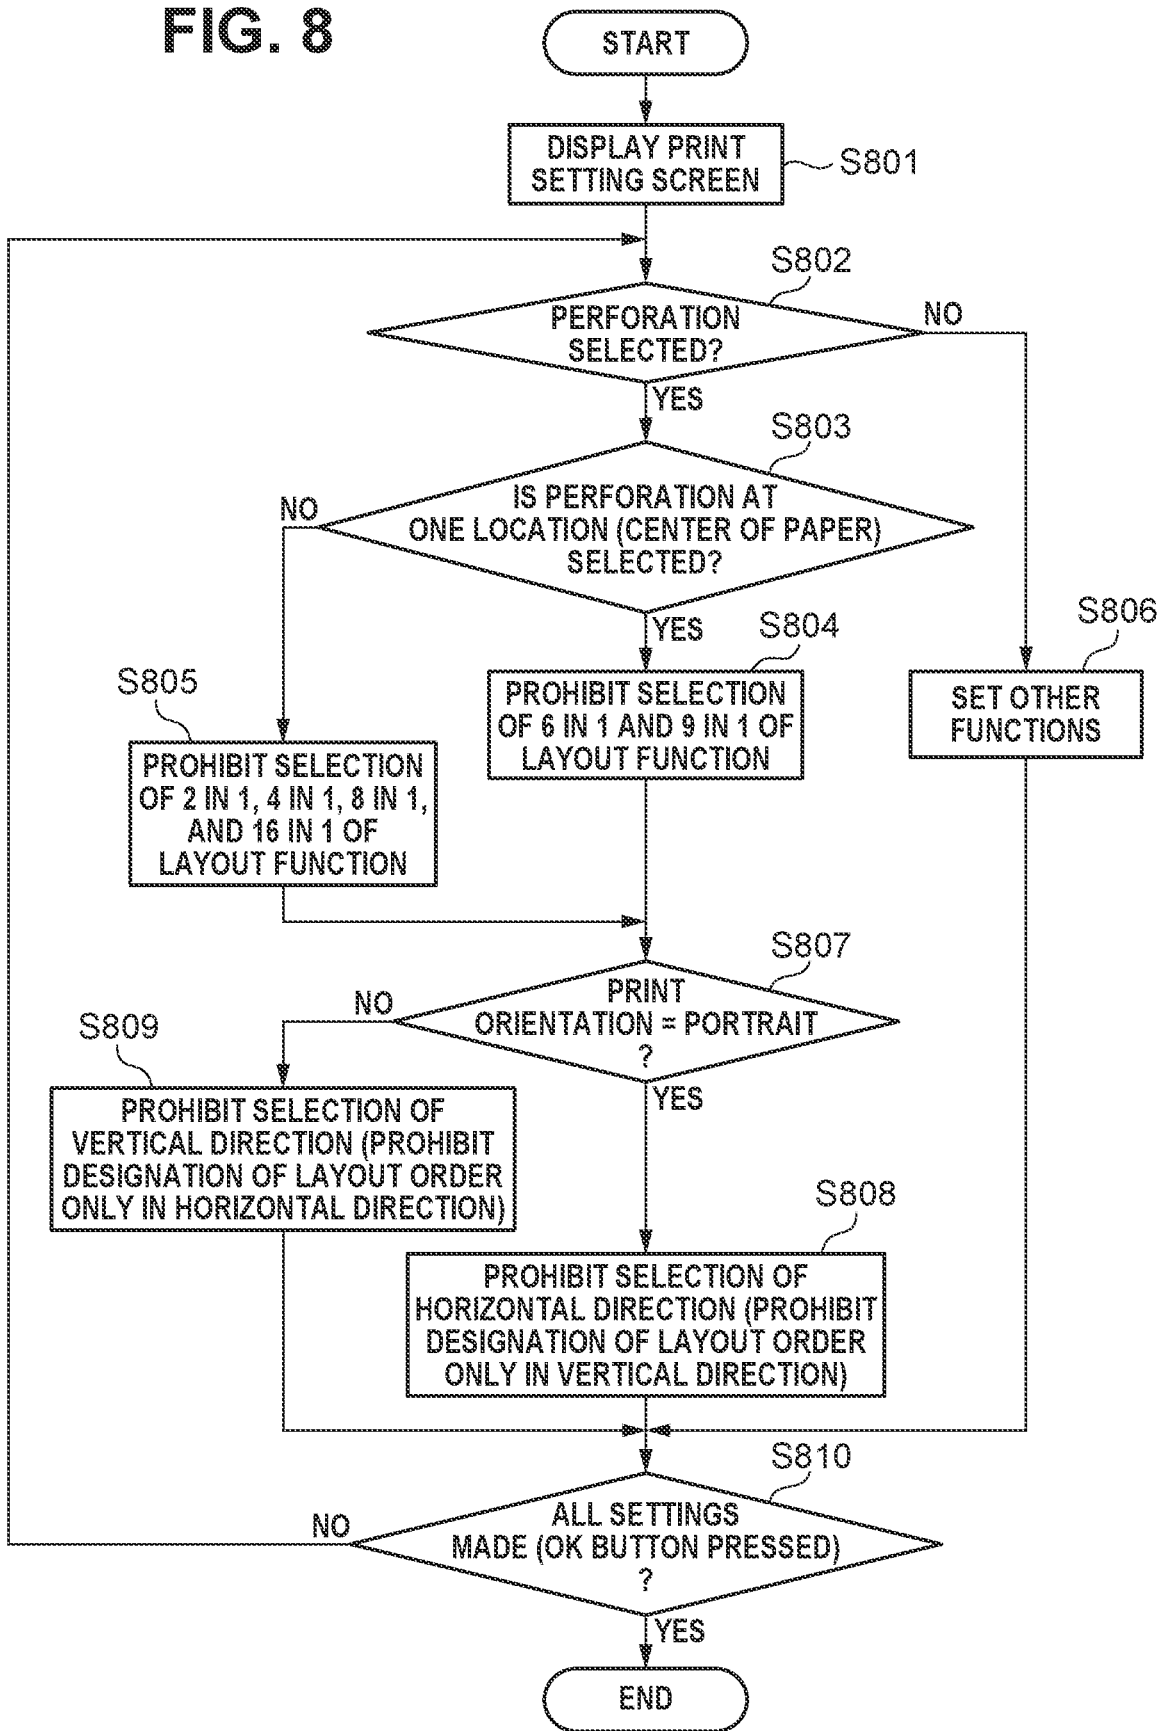 FIG. 8
START
DISPLAY PRINT
SETTING SCREEN
S801
S802
PERFORATION
SELECTED?
NO
YES
S803
IS PERFORATION AT
ONE LOCATION (CENTER OF PAPER)
SELECTED?
NO
YES
S804
PROHIBIT SELECTION
OF 6 IN 1 AND 9 IN 1 OF
LAYOUT FUNCTION
S805
PROHIBIT SELECTION
OF 2 IN 1, 4 IN 1, 8 IN 1,
AND 16 IN 1 OF
LAYOUT FUNCTION
S806
SET OTHER
FUNCTIONS
S807
PRINT
ORIENTATION = PORTRAIT
?
NO
YES
S809
PROHIBIT SELECTION OF
VERTICAL DIRECTION (PROHIBIT
DESIGNATION OF LAYOUT ORDER
ONLY IN HORIZONTAL DIRECTION)
S808
PROHIBIT SELECTION OF
HORIZONTAL DIRECTION (PROHIBIT
DESIGNATION OF LAYOUT ORDER
ONLY IN VERTICAL DIRECTION)
S810
ALL SETTINGS
MADE (OK BUTTON PRESSED)
?
NO
YES
END